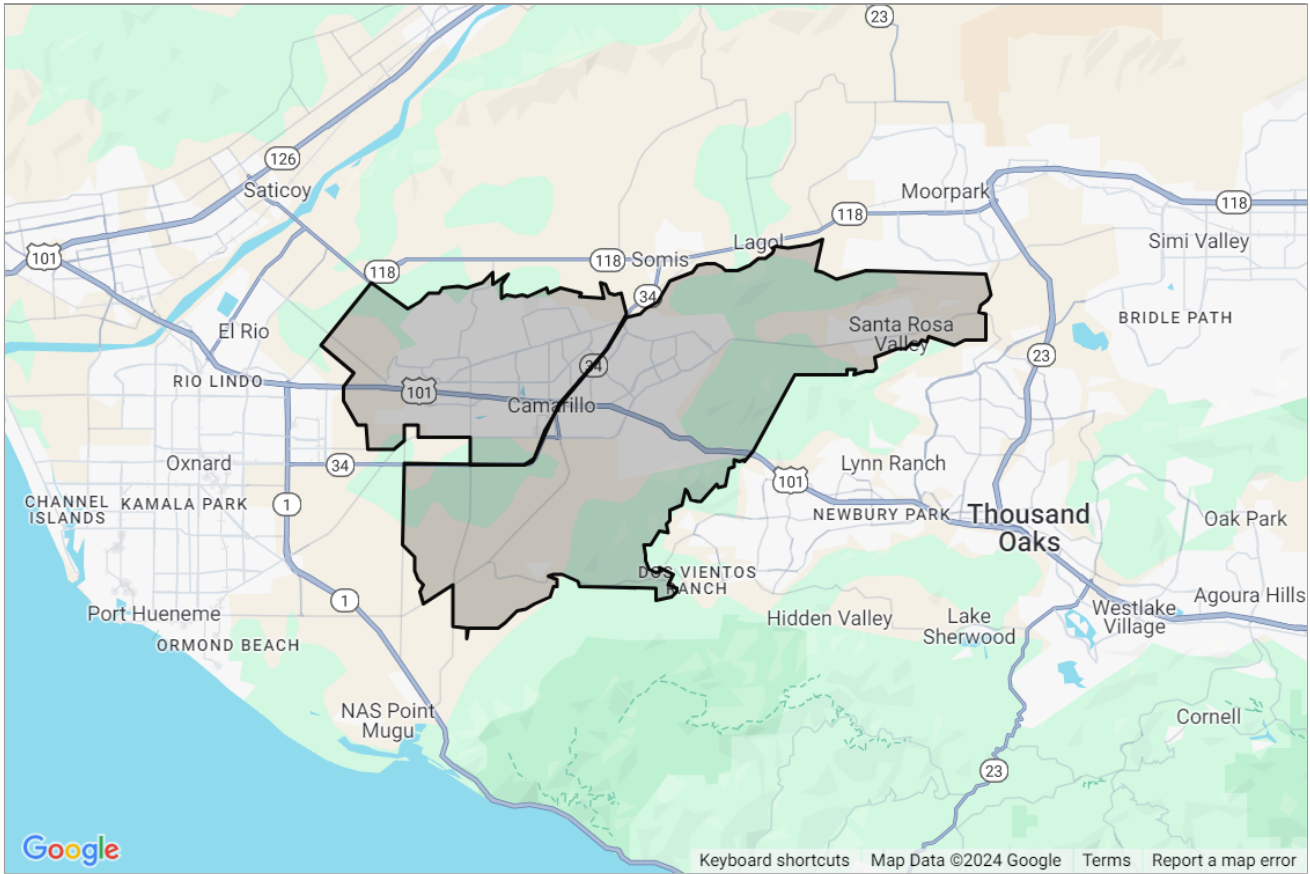 23
126
Saticoy
Moorpark
118
118
101
Simi Valley
Lagol
118
Somis
118
34
BRIDLE PATH
El Rio
Santa Rosa
Valley
23
34
RIO LINDO
101
Camarillo
Oxnard
34
Lynn Ranch
101
CHANNEL
ISLANDS
KAMALA PARK
1
NEWBURY PARK
Thousand
Oaks
Oak Park
DOS VIENTOS
RANCH
1
Port Hueneme
Hidden Valley
Lake
Sherwood
Westlake
Village
Agoura Hills
ORMOND BEACH
NAS Point
Mugu
Cornell
23
Google
Keyboard shortcuts
Map Data ©2024 Google
Terms
Report a map error